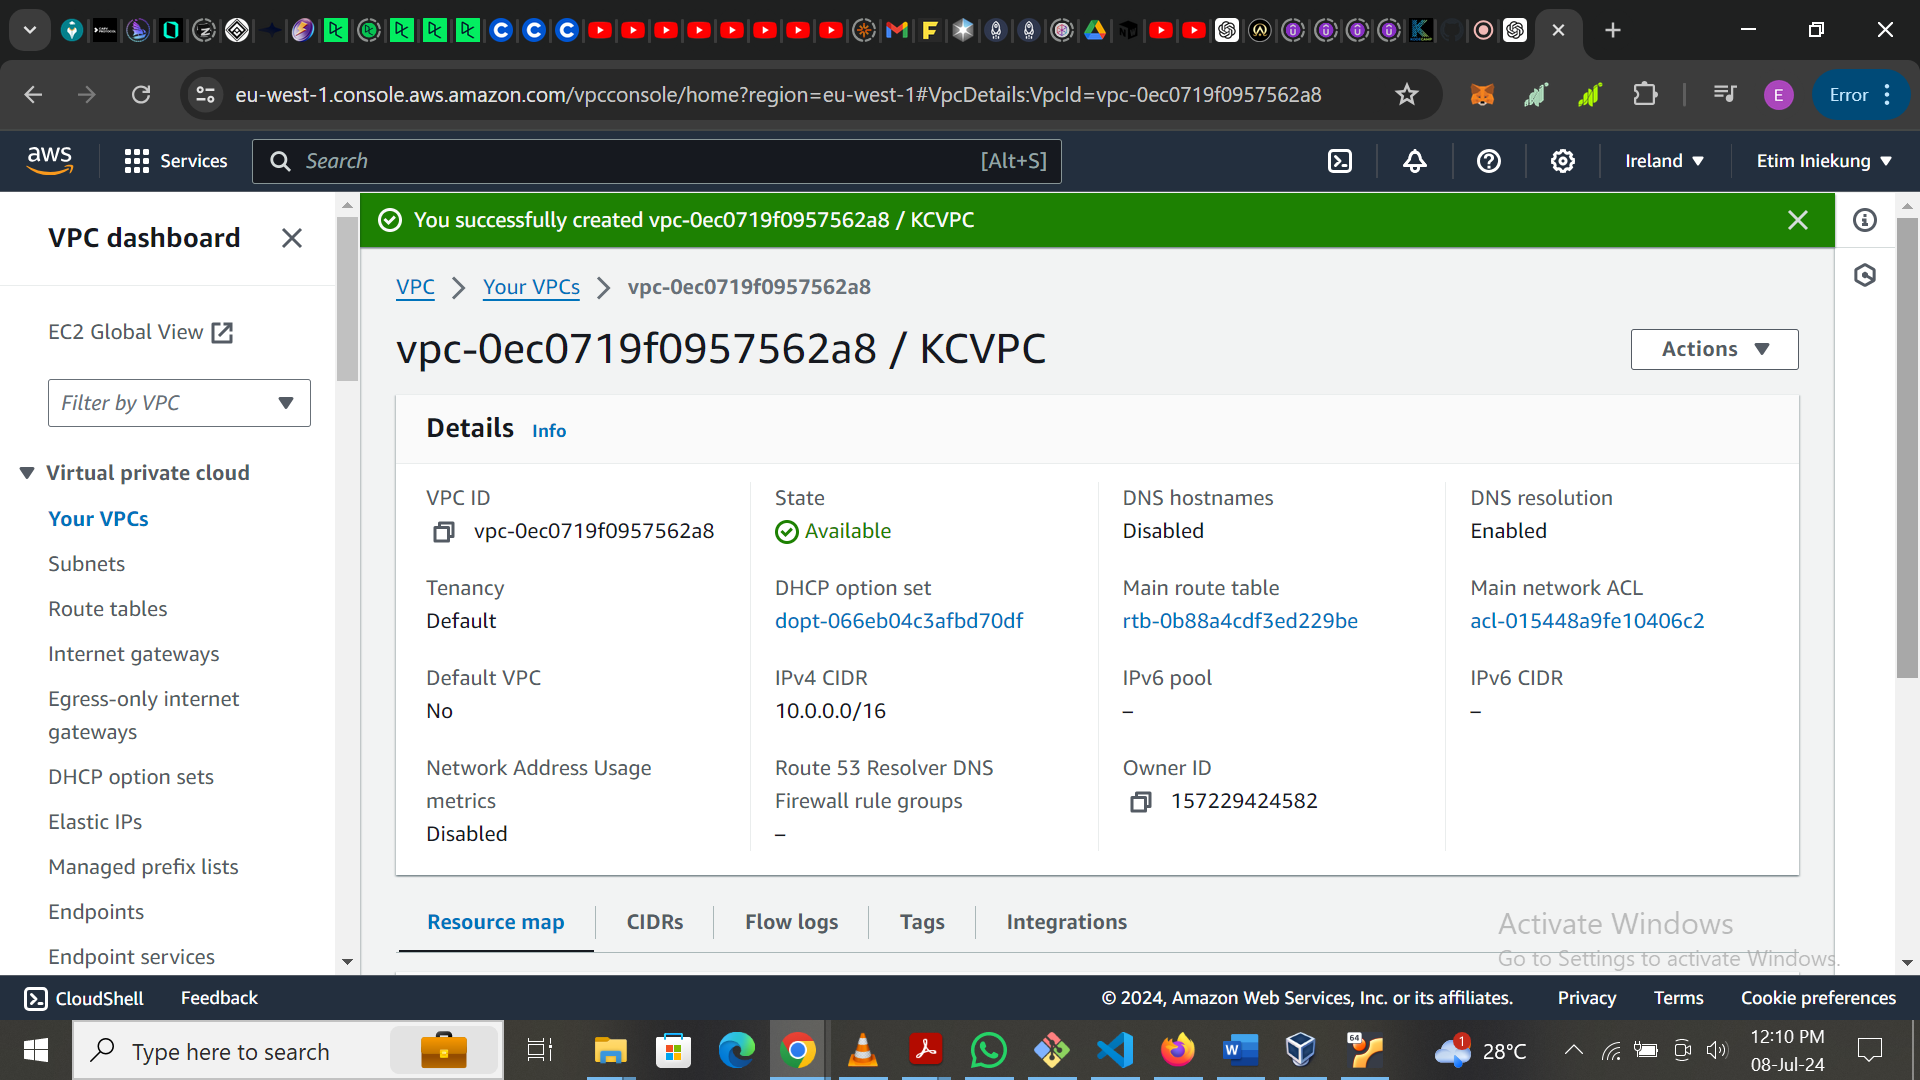 eu-west-1.console.aws.amazon.com/vpcconsole/home?region=eu-west-1#VpcDetails:VpcId=vpc-0ec0719f0957562a8
E
Error
aws
Services
Search
[Alt+S]
Ireland
Etim Iniekung
VPC dashboard
EC2 Global View
Filter by VPC
Virtual private cloud
Your VPCs
Subnets
Route tables
Internet gateways
Egress-only internet
gateways
DHCP option sets
Elastic IPs
Managed prefix lists
Endpoints
Endpoint services
You successfully created vpc-0ec0719f0957562a8 / KCVPC
VPC
Your VPCs
vpc-0ec0719f0957562a8
vpc-0ec0719f0957562a8 / KCVPC
Actions
Details
Info
VPC ID
vpc-0ec0719f0957562a8
State
Available
DNS hostnames
Disabled
DNS resolution
Enabled
Tenancy
Default
DHCP option set
dopt-066eb04c3afbd70df
Main route table
rtb-0b88a4cdf3ed229be
Main network ACL
acl-015448a9fe10406c2
Default VPC
No
IPv4 CIDR
10.0.0.0/16
IPv6 pool
–
IPv6 CIDR
–
Network Address Usage
metrics
Disabled
Route 53 Resolver DNS
Firewall rule groups
–
Owner ID
157229424582
Resource map
CIDRs
Flow logs
Tags
Integrations
Activate Windows
Go to Settings to activate Windows.
CloudShell
Feedback
© 2024, Amazon Web Services, Inc. or its affiliates.
Privacy
Terms
Cookie preferences
Type here to search
64
1
28°C
12:10 PM
08-Jul-24